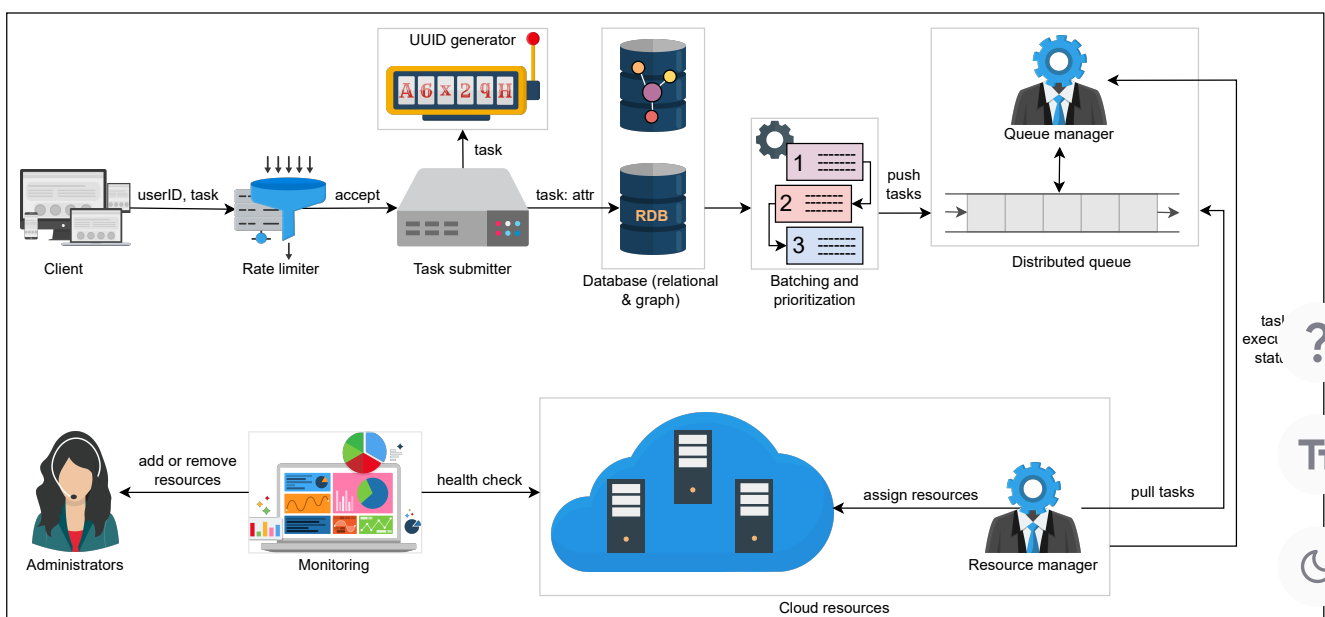 UUID generator
A6x29H
task
Queue manager
1
2
3
push
tasks
userID, task
accept
task: attr
RDB
Client
Rate limiter
Task submitter
Database (relational
& graph)
Batching and
prioritization
Distributed queue
?
add or remove
resources
health check
assign resources
pull tasks
Administrators
Monitoring
Resource manager
Cloud resources